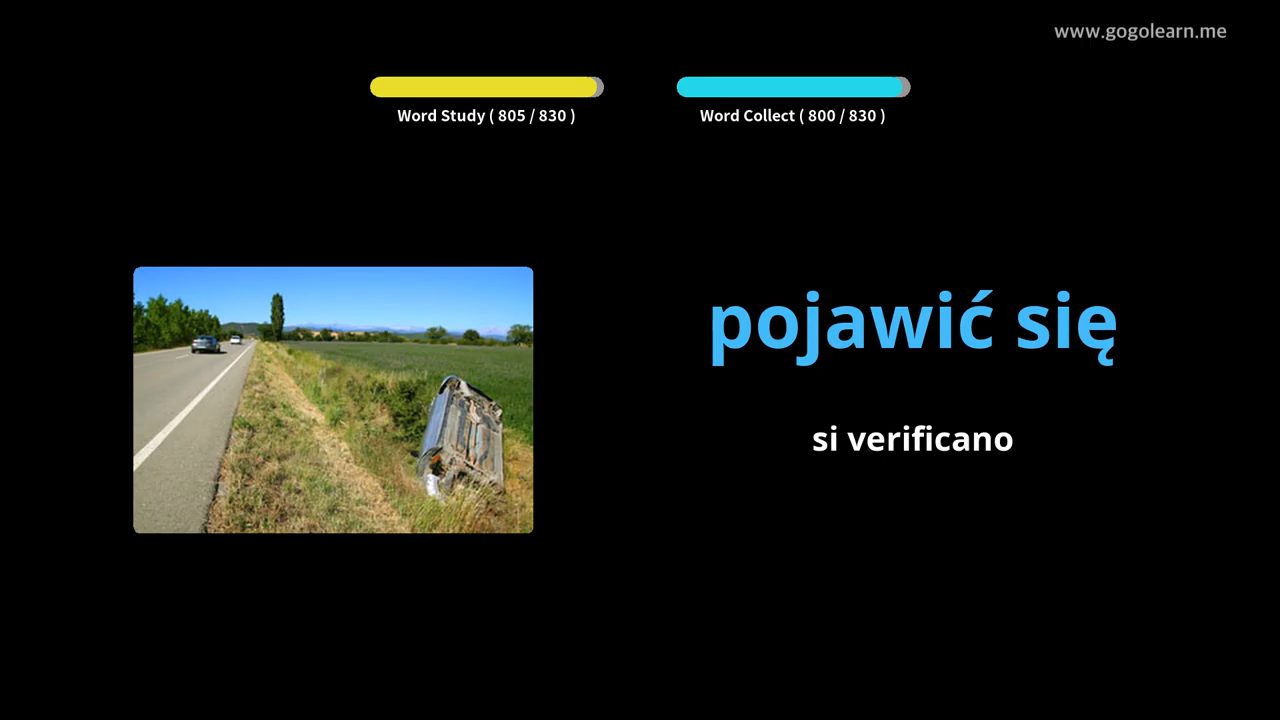 www.gogolearn.me
Word Study ( 805 / 830 )
Word Collect ( 800 / 830 )
pojawić się
si verificano